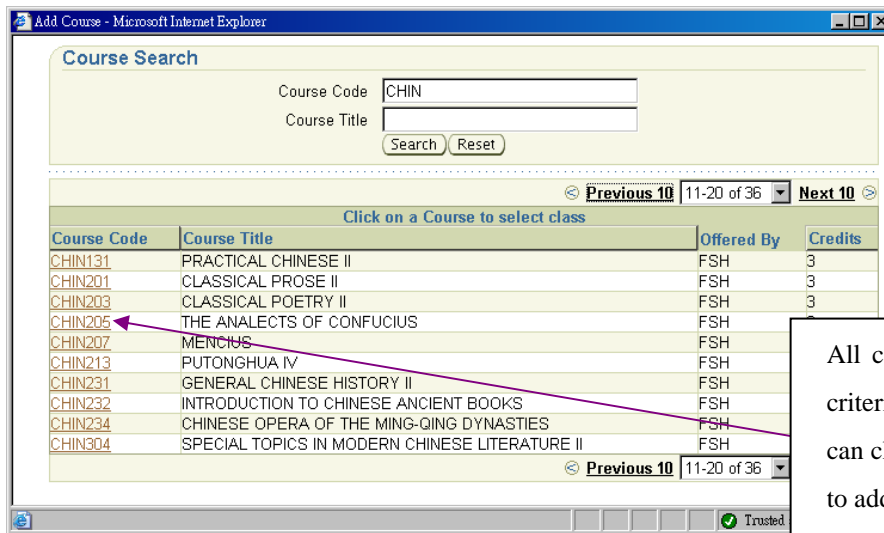 Add Course - Microsoft Internet Explorer
Course Search
Course Code CHIN
Course Title
Search Reset
Previous 10 11-20 of 36 Next 10
Click on a Course to select class
Course Code Course Title Offered By Credits
CHIN131 PRACTICAL CHINESE II FSH 3
CHIN201 CLASSICAL PROSE II FSH 3
CHIN203 CLASSICAL POETRY II FSH 3
CHIN205 THE ANALECTS OF CONFUCIUS FSH
CHIN207 MENCIUS FSH
CHIN213 PUTONGHUA IV FSH
CHIN231 GENERAL CHINESE HISTORY II FSH
CHIN232 INTRODUCTION TO CHINESE ANCIENT BOOKS FSH
CHIN234 CHINESE OPERA OF THE MING-QING DYNASTIES FSH
CHIN304 SPECIAL TOPICS IN MODERN CHINESE LITERATURE II FSH
Previous 10 11-20 of 36
Trusted
All
can
to